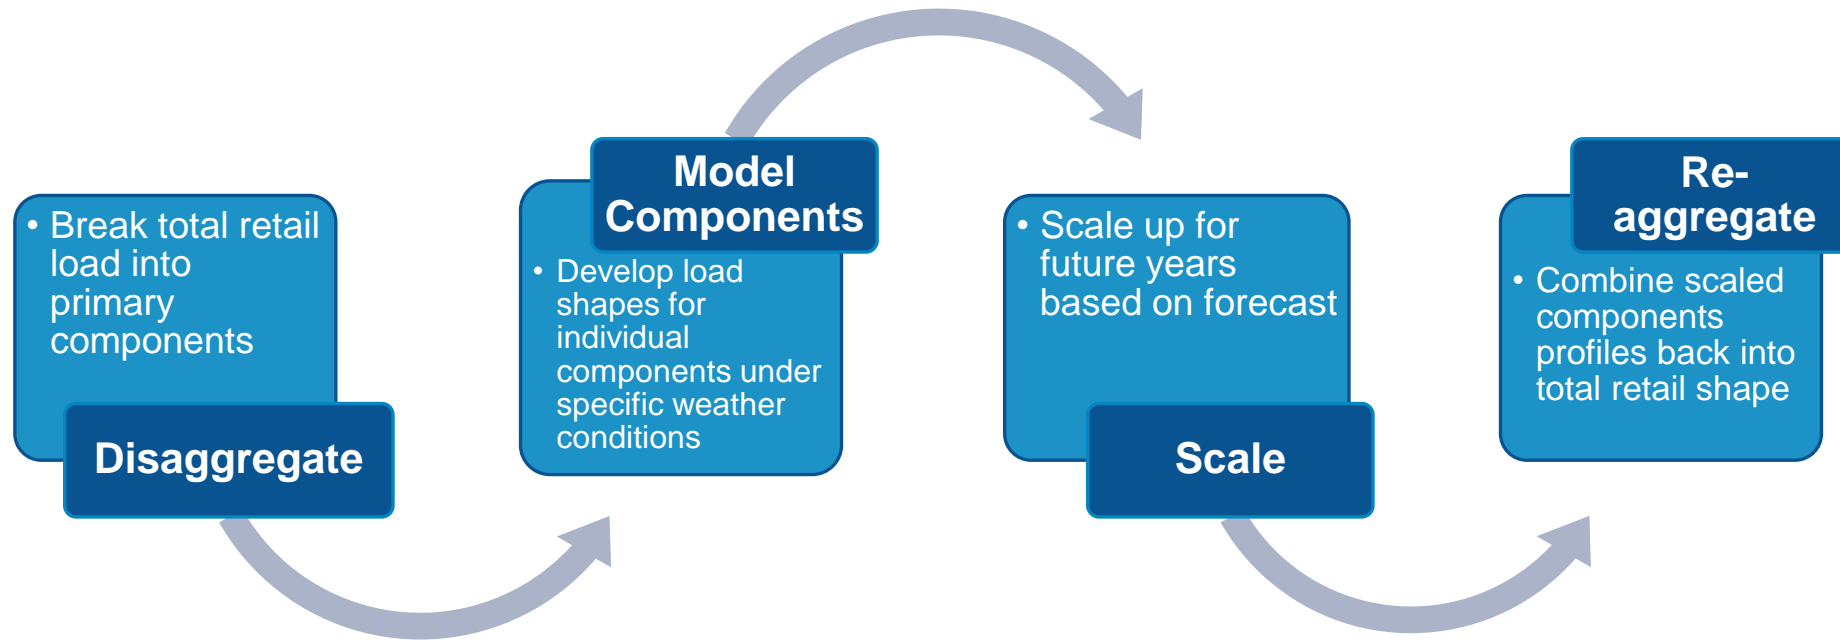 • Break total retail
load into
primary
components
Disaggregate
Model
Components
• Develop load
shapes for
individual
components under
specific weather
conditions
• Scale up for
future years
based on forecast
Scale
Re-
aggregate
• Combine scaled
components
profiles back into
total retail shape